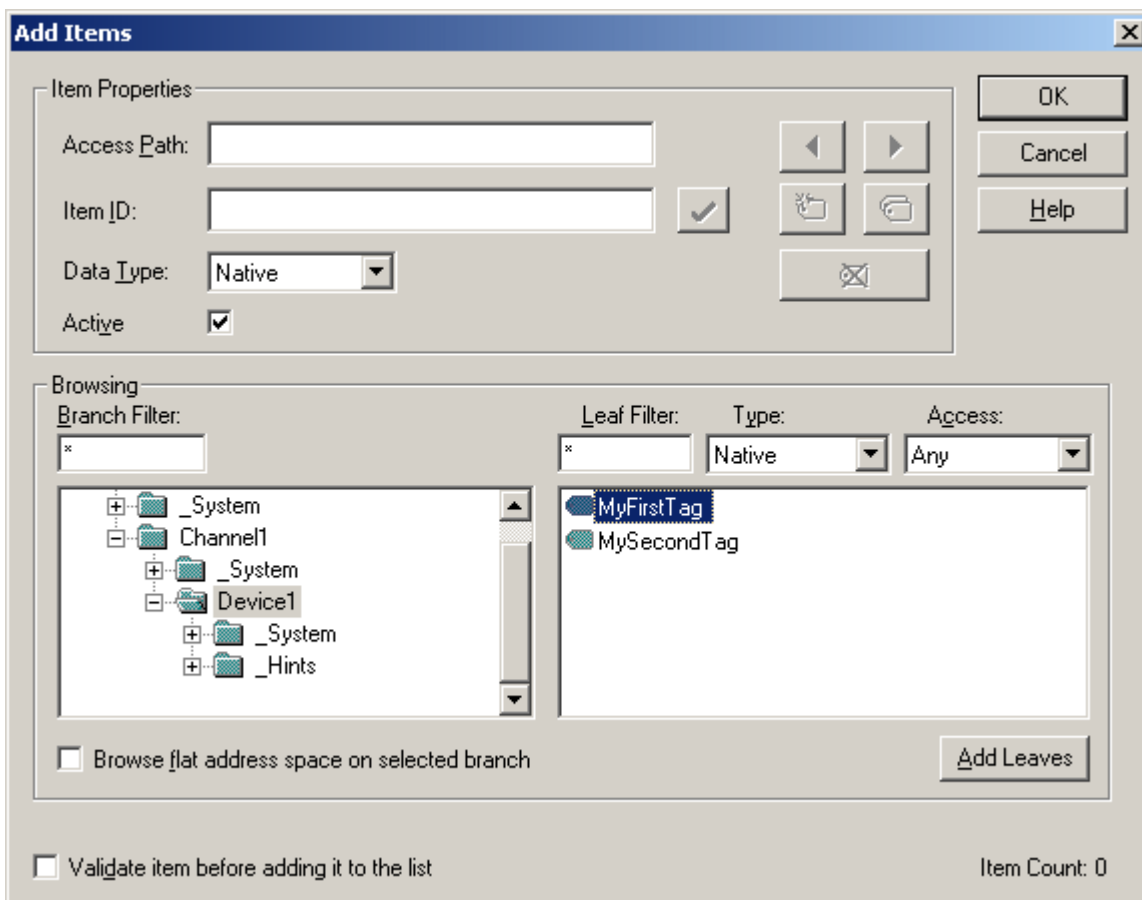 Add Items
Item Properties
OK
Access Path:
Cancel
Item ID:
Help
Data Type: Native
Active
Browsing
Branch Filter: Leaf Filter: Type: Access:
* * Native Any
_System MyFirstTag
Channel1 MySecondTag
_System
Device1
_System
_Hints
Browse flat address space on selected branch Add Leaves
Validate item before adding it to the list Item Count: 0